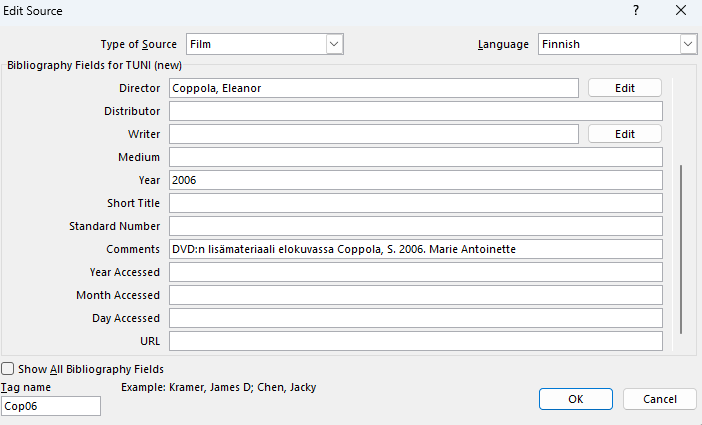 Edit Source
?
Type of Source Film Language Finnish
Bibliography Fields for TUNI (new)
Director Coppola, Eleanor Edit
Distributor
Writer Edit
Medium
Year 2006
Short Title
Standard Number
Comments DVD:n lisämateriaali elokuvassa Coppola, S. 2006. Marie Antoinette
Year Accessed
Month Accessed
Day Accessed
URL
Show All Bibliography Fields
Tag name Example: Kramer, James D; Chen, Jacky
Cop06 OK Cancel